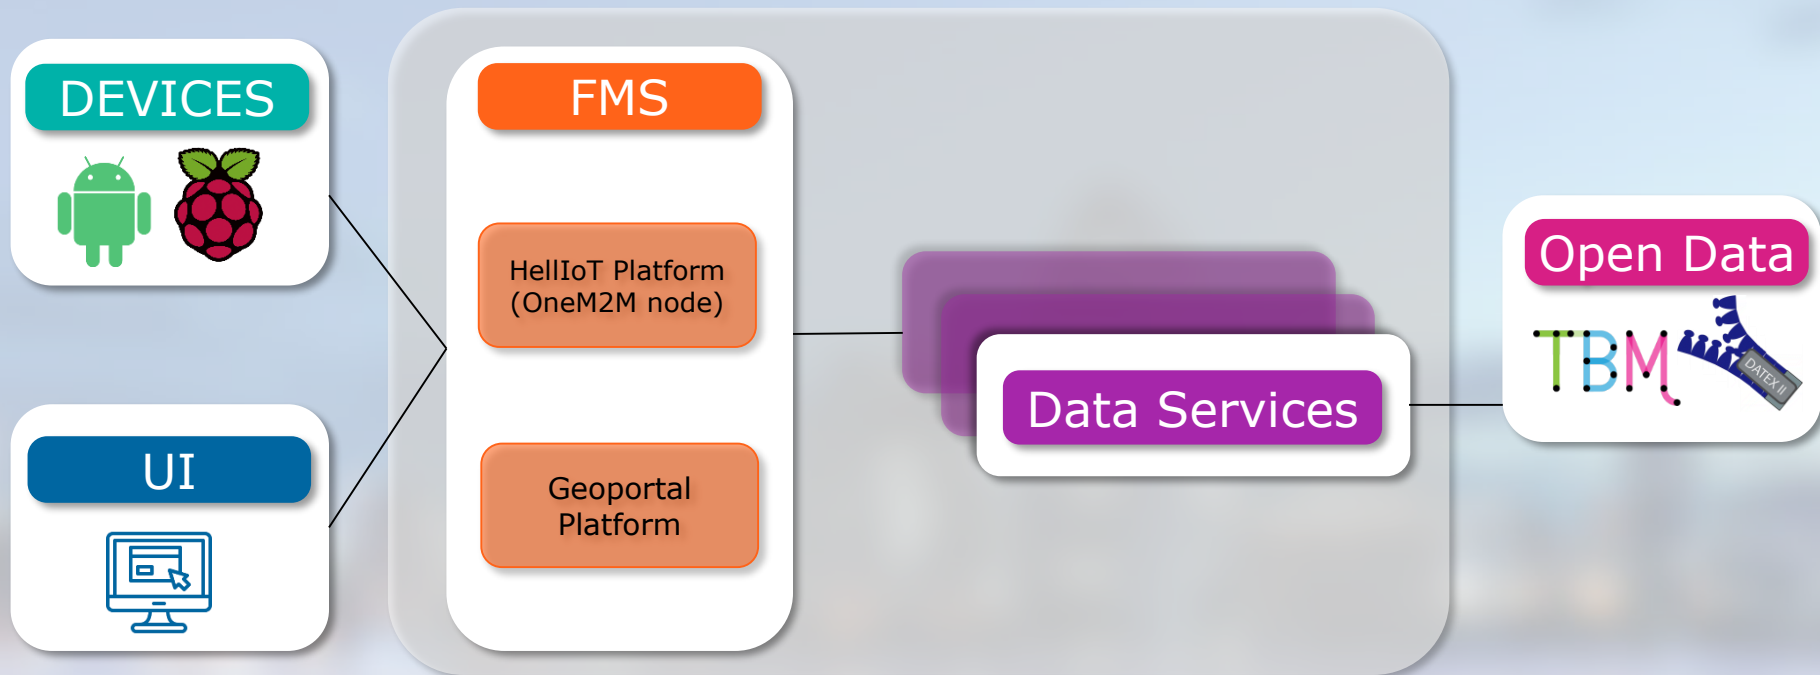 DEVICES
UI
FMS
HellIoT Platform
(OneM2M node)
Geoportal
Platform
Data Services
Open Data
TBM
DATEX II